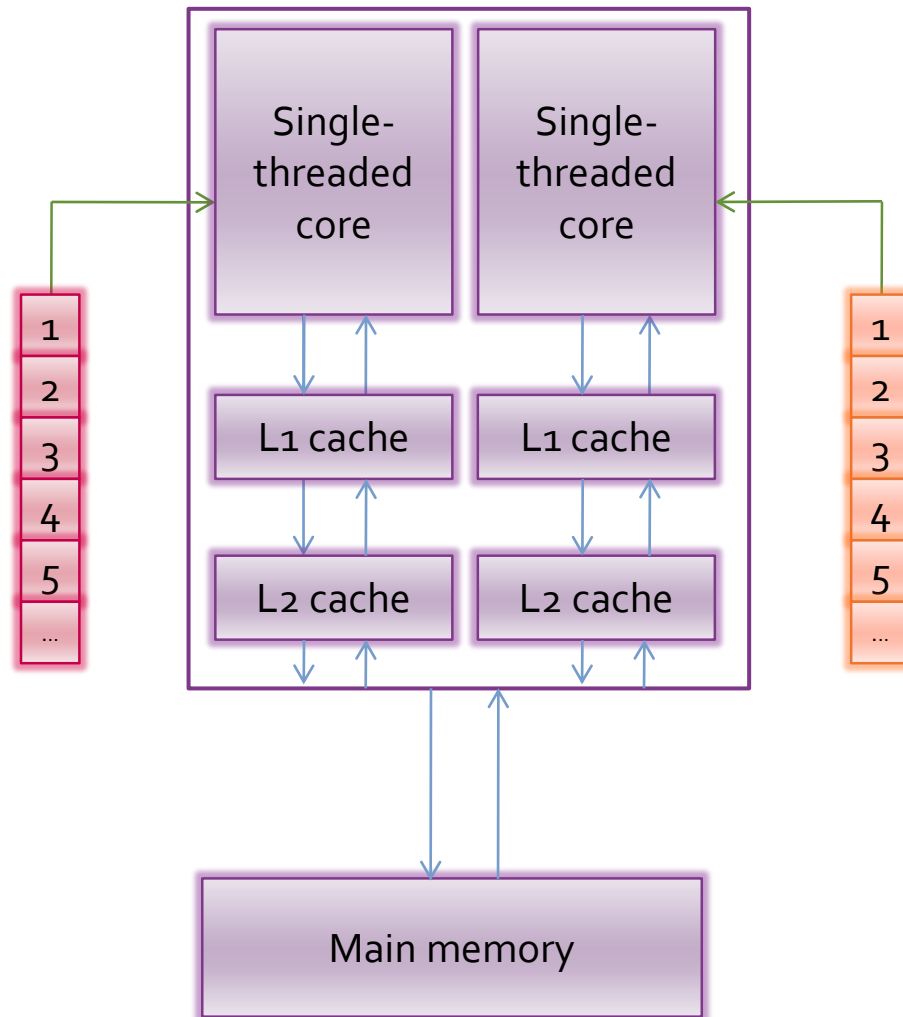 Single-
threaded
core
Single-
threaded
core
1
2
3
4
5
...
1
2
3
4
5
...
L1 cache
L1 cache
L2 cache
L2 cache
Main memory